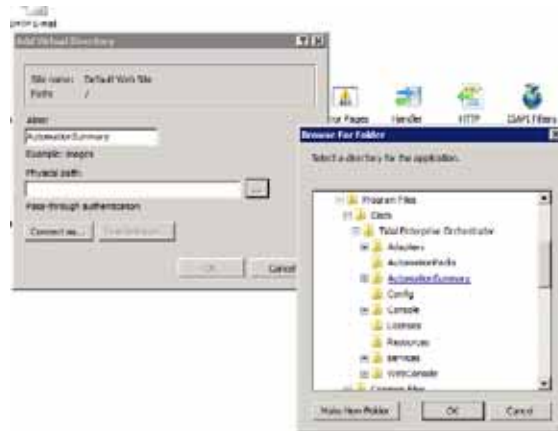 Add Virtual Directory
Site name: Default Web Site
Path: /
Alias:
AutomationSummary
Example: images
Physical path:
...
Pass-through authentication
Connect as...
OK
Cancel
Error Pages
Handler
HTTP
ISAPI Filters
Browse For Folder
Select a directory for the application.
Program Files
Cisco
Tidal Enterprise Orchestrator
Adapters
AutomationPacks
AutomationSummary
Config
Console
Licenses
Resources
Services
WebConsole
Common Files
Make New Folder
OK
Cancel